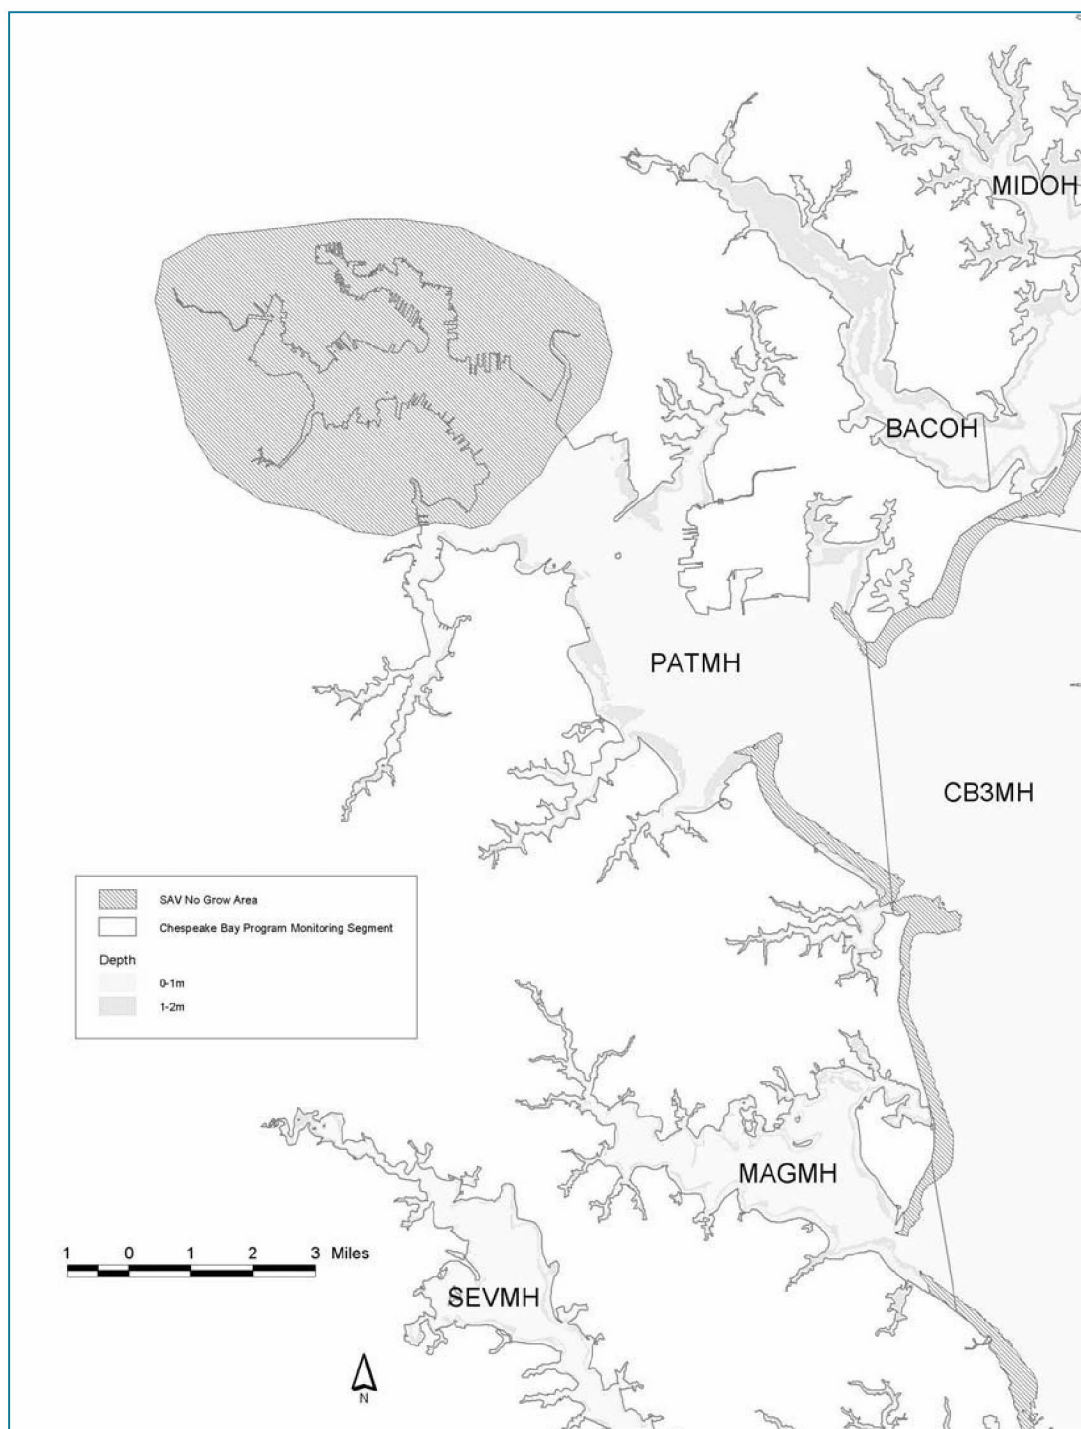 MIDOH
BACOH
PATMH
CB3MH
SAV No Grow Area
Chespeake Bay Program Monitoring Segment
Depth
0-1m
1-2m
MAGMH
1 0 1 2 3 Miles
SEVMH
N